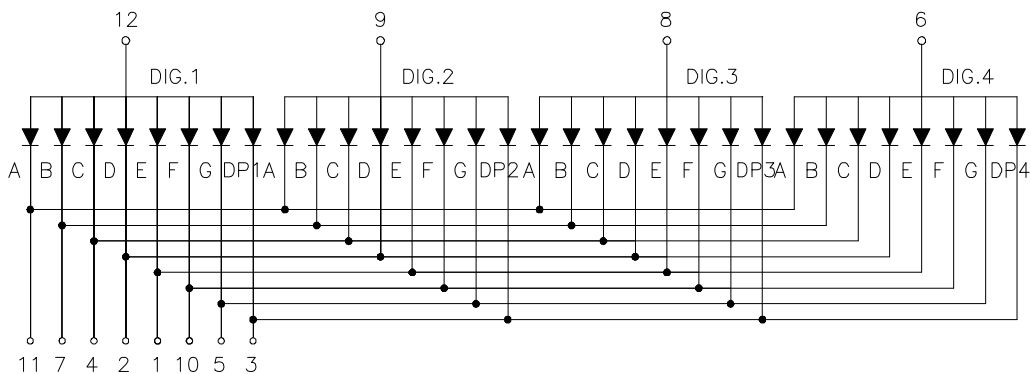 12 9 8 6
DIG.1 DIG.2 DIG.3 DIG.4
A B C D E F G DP1 A B C D E F G DP2 A B C D E F G DP3 A B C D E F G DP4
11 7 4 2 1 10 5 3